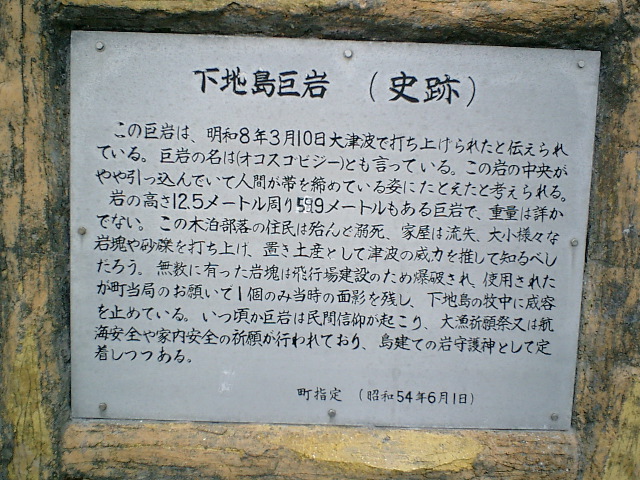 下地島巨岩 (史跡)
この巨岩は、明和8年3月10日大津波で打ち上げられたと伝えられ
ている。巨岩の名は(オコスコビジー)とも言っている。この岩の中央が
やや引っ込んでいて人間が帯を締めている姿にたとえたと考えられる。
岩の高さ12.5メートル周り59.9メートルもある巨岩で、重量は詳か
でない。この木泊部落の住民は殆んど溺死、家屋は流失、大小様々な
岩塊や砂礫を打ち上げ、置き土産として津波の威力を推して知るべし
だろう。無数に有った岩塊は飛行場建設のため爆破され、使用された
が町当局のお願いで1個のみ当時の面影を残し、下地島の牧中に威容
を止めている。いつ頃か巨岩は民間信仰が起こり、大漁祈願祭又は航
海安全や家内安全の祈願が行われており、島建ての岩守護神として定
着しつつある。
町指定 (昭和54年6月1日)